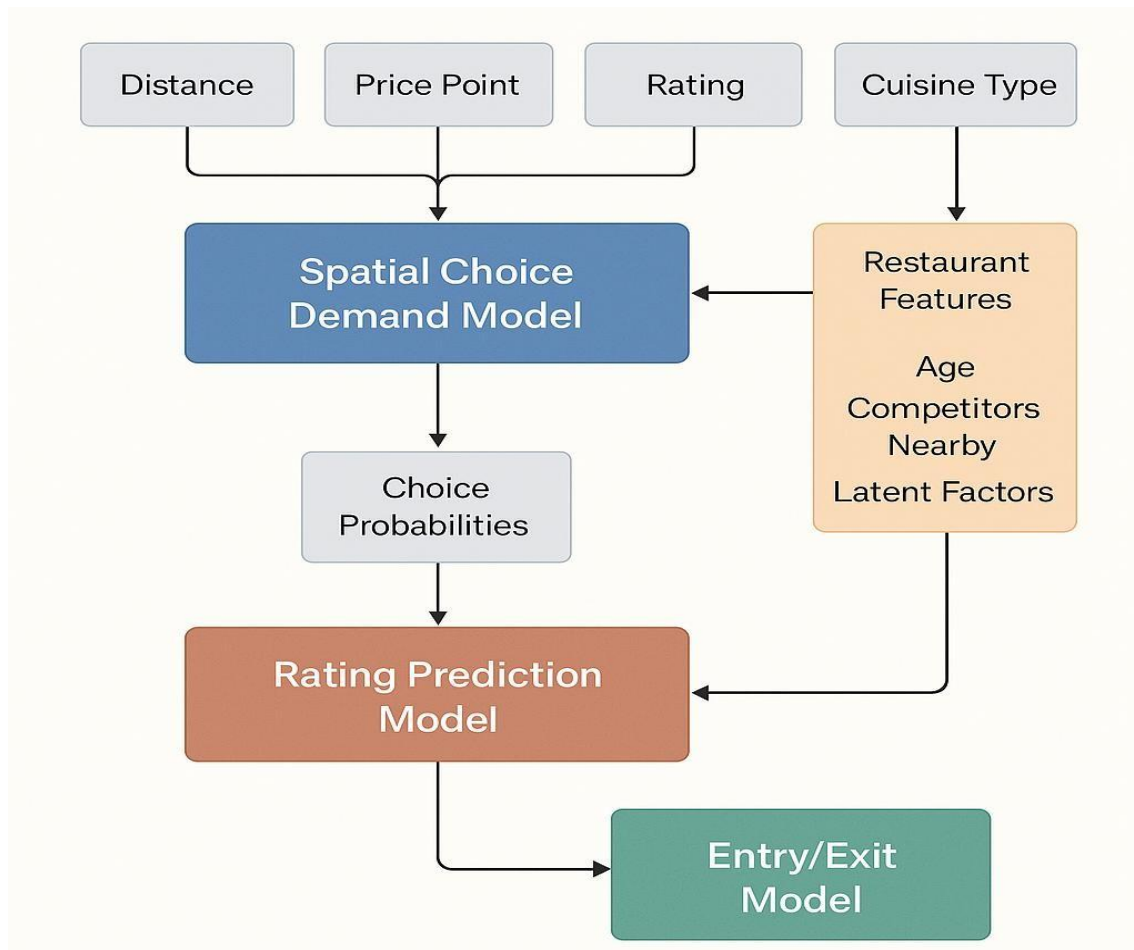 Distance
Price Point
Rating
Cuisine Type
Spatial Choice
Demand Model
Restaurant
Features
Age
Competitors
Nearby
Latent Factors
Choice
Probabilities
Rating Prediction
Model
Entry/Exit
Model